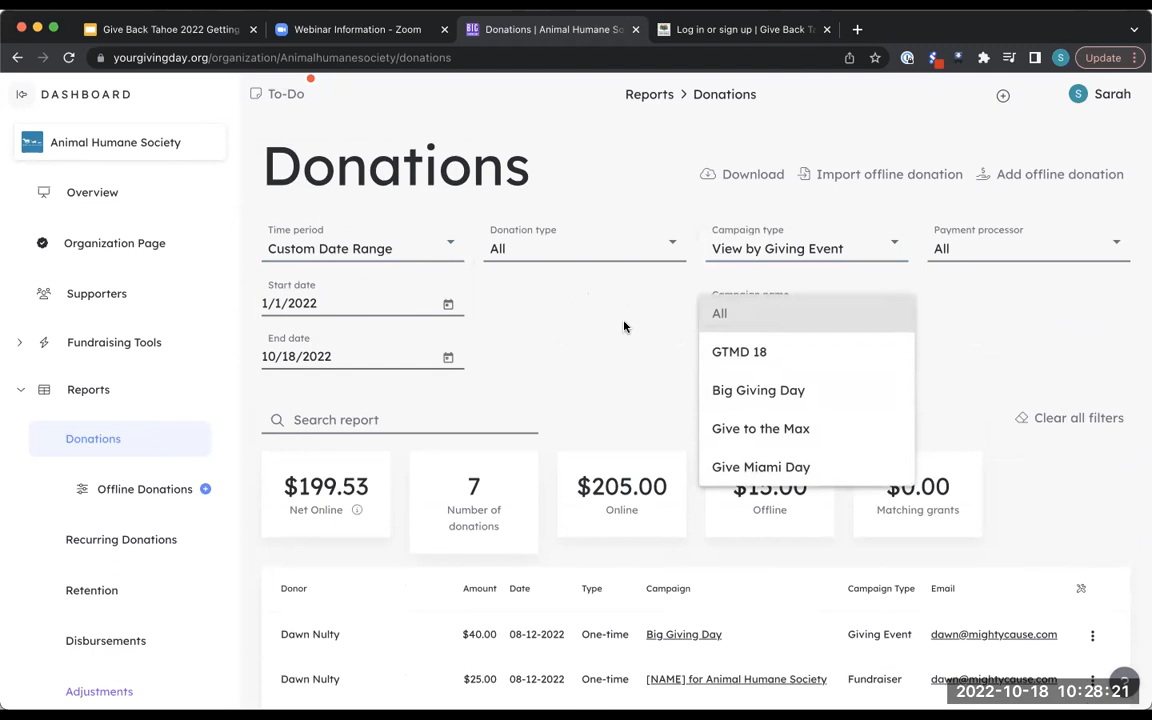 Give Back Tahoe 2022 Getting
Webinar Information - Zoom
Donations | Animal Humane So
Log in or sign up | Give Back Ta
yourgivingday.org/organization/Animalhumanesociety/donations
S
Update
DASHBOARD
To-Do
Reports > Donations
S
Sarah
Animal Humane Society
Overview
Organization Page
Supporters
Fundraising Tools
Reports
Donations
Offline Donations
Recurring Donations
Retention
Disbursements
Adjustments
Donations
Download
Import offline donation
Add offline donation
Time period
Custom Date Range
Donation type
All
Campaign type
View by Giving Event
Payment processor
All
Start date
1/1/2022
End date
10/18/2022
Campaign name
All
GTMD 18
Big Giving Day
Give to the Max
Give Miami Day
Search report
Clear all filters
$199.53
Net Online
7
Number of
donations
$205.00
Online
$15.00
Offline
$0.00
Matching grants
Donor Amount Date Type Campaign Campaign Type Email
Dawn Nulty $40.00 08-12-2022 One-time Big Giving Day Giving Event dawn@mightycause.com
Dawn Nulty $25.00 08-12-2022 One-time [NAME] for Animal Humane Society Fundraiser dawn@mightycause.com
2022-10-18 10:28:21